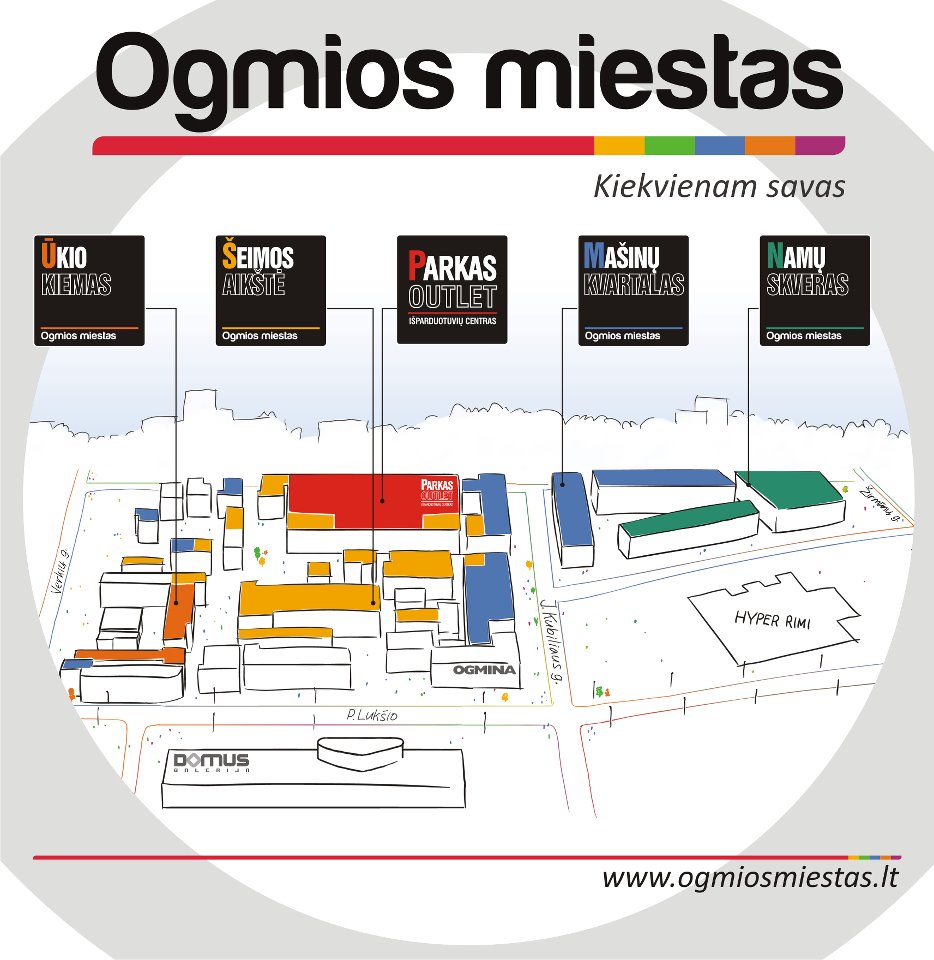 Ogmios miestas
Kiekvienam savas
ŪKIO
KIEMAS
Ogmios miestas
ŠEIMOS
AIKŠTĖ
Ogmios miestas
PARKAS
OUTLET
IŠPARDUOTUVIŲ CENTRAS
MAŠINŲ
KVARTALAS
Ogmios miestas
NAMŲ
SKVERAS
Ogmios miestas
PARKAS
OUTLET
IŠPARDUOTUVIŲ CENTRAS
Žirmūnų g.
Verkių g.
J. Kubiliaus g.
HYPER RIMI
OGMINA
P. Lukšio
DOMUS
GALERIJA
www.ogmiosmiestas.lt